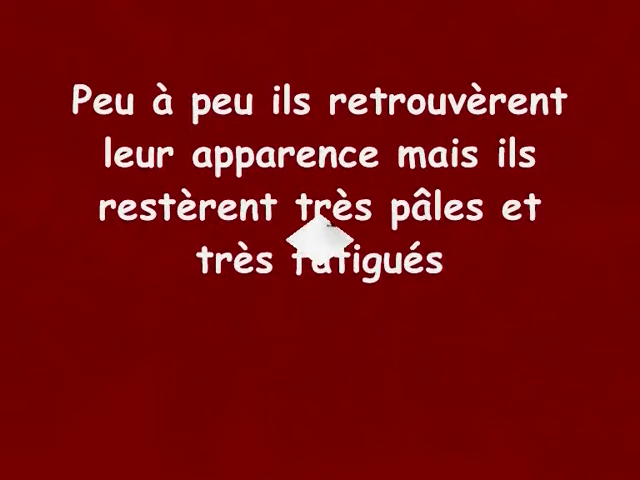 Peu à peu ils retrouvèrent
leur apparence mais ils
restèrent très pâles et
très fatigués